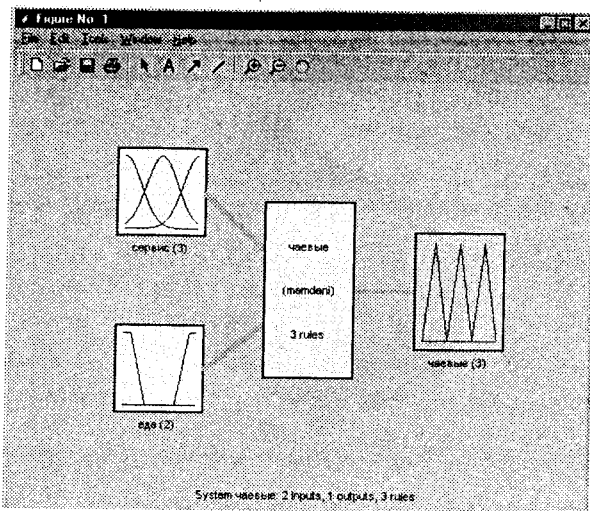 Figure No. 1
File Edit Tools Window Help
A
сервис (3)
чаевые
(mamdani)
3 rules
чаевые (3)
еда (2)
System чаевые: 2 inputs, 1 outputs, 3 rules